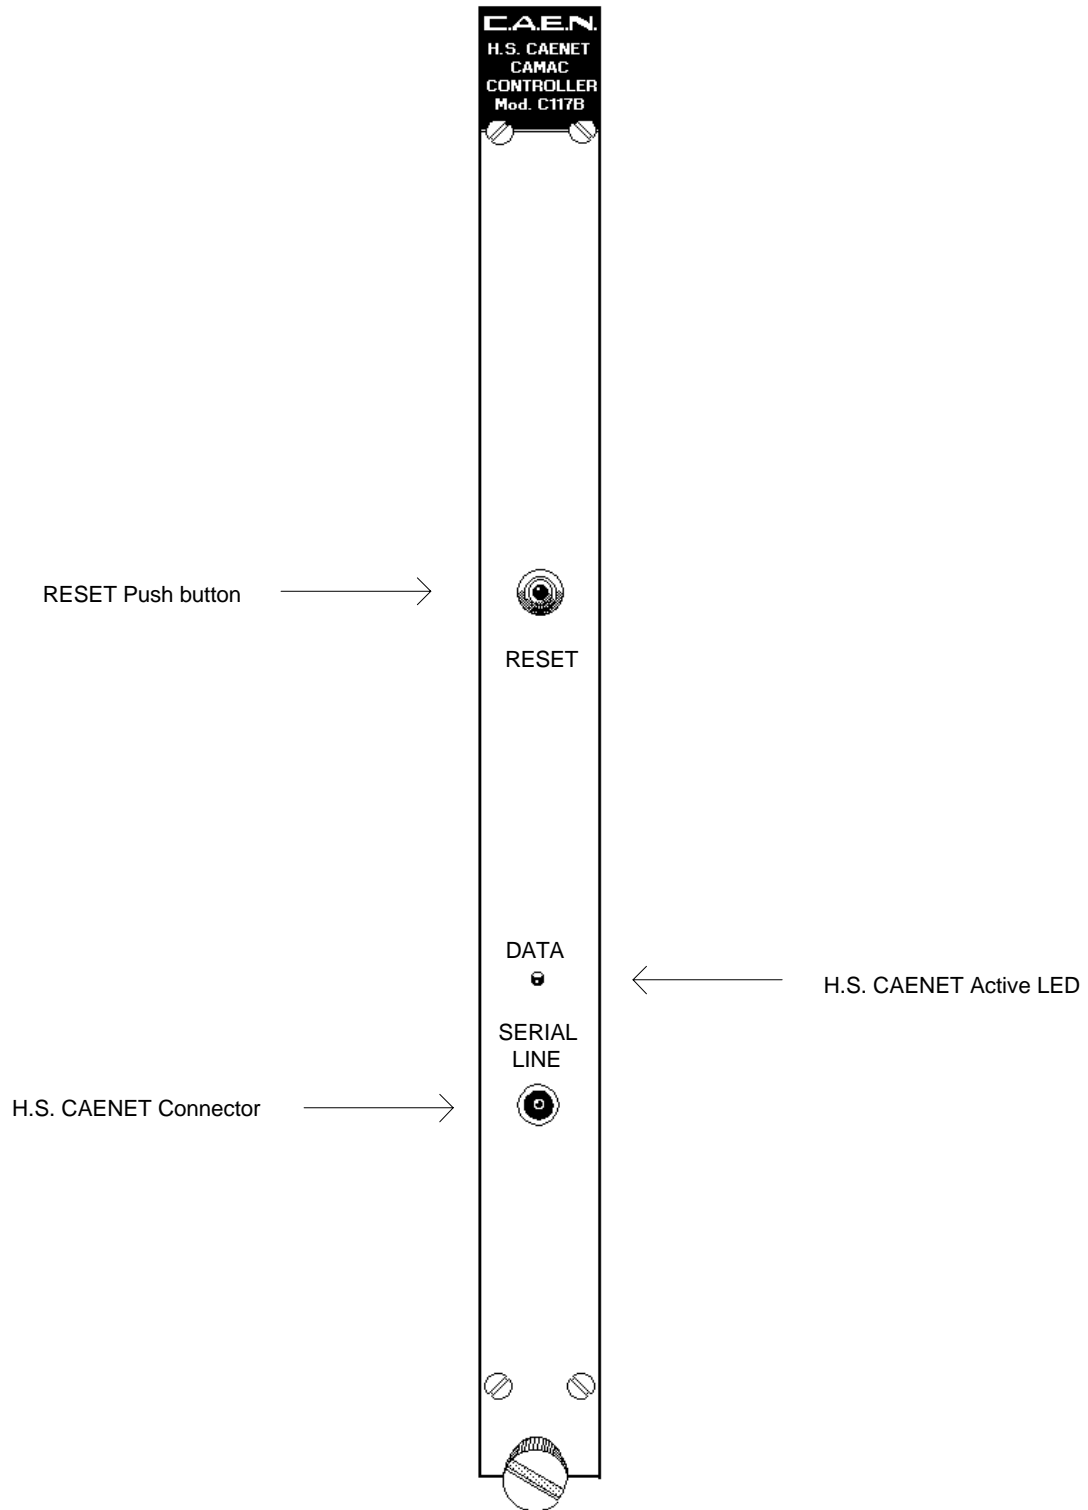 C.A.E.N.
H.S. CAENET
CAMAC
CONTROLLER
Mod. C117B
RESET Push button
RESET
DATA
H.S. CAENET Active LED
SERIAL
LINE
H.S. CAENET Connector